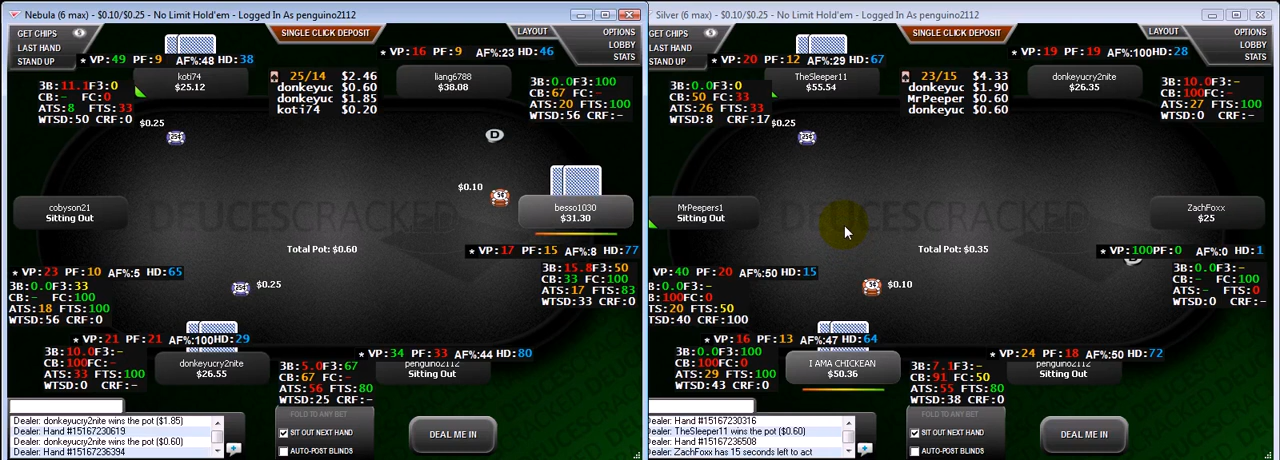 Nebula (6 max) - $0.10/$0.25 - No Limit Hold'em - Logged In As penguino2112
GET CHIPS
LAST HAND
STAND UP
SINGLE CLICK DEPOSIT
LAYOUT
OPTIONS
LOBBY
STATS
* VP: 49 PF: 9 AF%:48 HD: 38
koti74
$25.12
3B: 11.1 F3: 0
CB: - FC: 0
ATS: 8 FTS: 33
WTSD: 50 CRF: 0
25/14 $2.46
donkeyuc $0.60
donkeyuc $1.85
koti74 $0.20
* VP: 16 PF: 9 AF%:23 HD: 46
liang6788
$38.08
3B: 0.0 F3: 100
CB: 67 FC: -
ATS: 20 FTS: 100
WTSD: 56 CRF: -
$0.25
D
$0.10
cobyson21
Sitting Out
DEUCESCRACKED
besso1030
$31.30
Total Pot: $0.60
* VP: 17 PF: 15 AF%: 8 HD: 77
3B: 15.8 F3: 50
CB: 33 FC: 100
ATS: 17 FTS: 83
WTSD: 33 CRF: 0
* VP: 23 PF: 10 AF%:5 HD: 65
3B: 0.0 F3: 33
CB: - FC: 100
ATS: 18 FTS: 100
WTSD: 56 CRF: 0
$0.25
* VP: 21 PF: 21 AF%:100 HD: 29
3B: 10.0 F3: -
CB: 100 FC: -
ATS: 33 FTS: 100
WTSD: 0 CRF: -
donkeyucry2nite
$26.55
* VP: 34 PF: 33 AF%:44 HD: 80
3B: 5.0 F3: 67
CB: 67 FC: -
ATS: 56 FTS: 80
WTSD: 25 CRF: -
penguino2112
Sitting Out
Dealer: donkeyucry2nite wins the pot ($1.85)
Dealer: Hand #15167230619
Dealer: donkeyucry2nite wins the pot ($0.60)
Dealer: Hand #15167236394
FOLD TO ANY BET
SIT OUT NEXT HAND
AUTO-POST BLINDS
DEAL ME IN
Silver (6 max) - $0.10/$0.25 - No Limit Hold'em - Logged In As penguino2112
GET CHIPS
LAST HAND
STAND UP
SINGLE CLICK DEPOSIT
LAYOUT
OPTIONS
LOBBY
STATS
* VP: 20 PF: 12 AF%:29 HD: 67
TheSleeper11
$55.54
3B: 0.0 F3: 0
CB: 50 FC: 33
ATS: 26 FTS: 33
WTSD: 8 CRF: 17
23/15 $4.33
donkeyuc $1.90
MrPeeper $0.60
donkeyuc $0.60
* VP: 19 PF: 19 AF%:100 HD: 28
donkeyucry2nite
$26.35
3B: 10.0 F3: -
CB: 100 FC: -
ATS: 27 FTS: 100
WTSD: 0 CRF: -
$0.25
MrPeepers1
Sitting Out
DEUCESCRACKED
ZachFoxx
$25
Total Pot: $0.35
* VP: 100 PF: 0 AF%:0 HD: 1
3B: 0.0 F3: -
CB: - FC: -
ATS: 0 FTS: 0
WTSD: 0 CRF: -
VP: 40 PF: 20 AF%:50 HD: 15
3B: 0.0 F3: -
CB: 100 FC: 0
ATS: 20 FTS: 50
WTSD: 40 CRF: 100
$0.10
* VP: 16 PF: 13 AF%:47 HD: 64
3B: 0.0 F3: 100
CB: 100 FC: 0
ATS: 29 FTS: 100
WTSD: 43 CRF: 0
I AMA CHICKEAN
$50.36
* VP: 24 PF: 18 AF%:50 HD: 72
3B: 7.1 F3: -
CB: 91 FC: 50
ATS: 55 FTS: 80
WTSD: 38 CRF: 0
penguino2112
Sitting Out
Dealer: Hand #15167230316
Dealer: TheSleeper11 wins the pot ($0.60)
Dealer: Hand #15167236508
Dealer: ZachFoxx has 15 seconds left to act
FOLD TO ANY BET
SIT OUT NEXT HAND
AUTO-POST BLINDS
DEAL ME IN